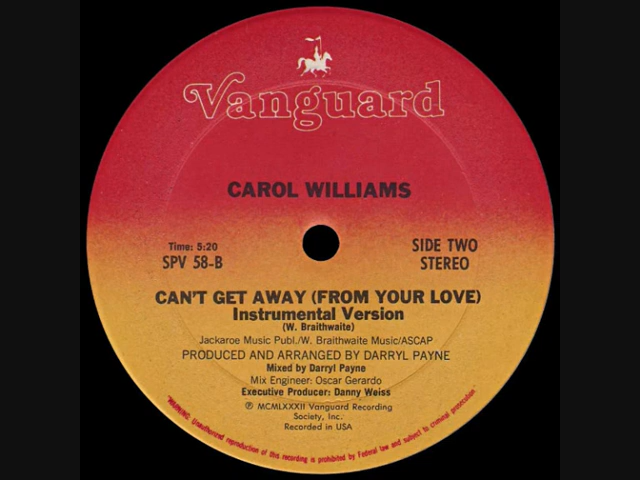 Vanguard
CAROL WILLIAMS
Time: 5:20
SPV 58-B
SIDE TWO
STEREO
CAN'T GET AWAY (FROM YOUR LOVE)
Instrumental Version
(W. Braithwaite)
Jackaroe Music Publ./W. Braithwaite Music/ASCAP
PRODUCED AND ARRANGED BY DARRYL PAYNE
Mixed by Darryl Payne
Mix Engineer: Oscar Gerardo
Executive Producer: Danny Weiss
℗ MCMLXXXII Vanguard Recording
Society, Inc.
Recorded in USA
"WARNING: Unauthorized reproduction of this recording is prohibited by Federal law and subject to criminal prosecution."